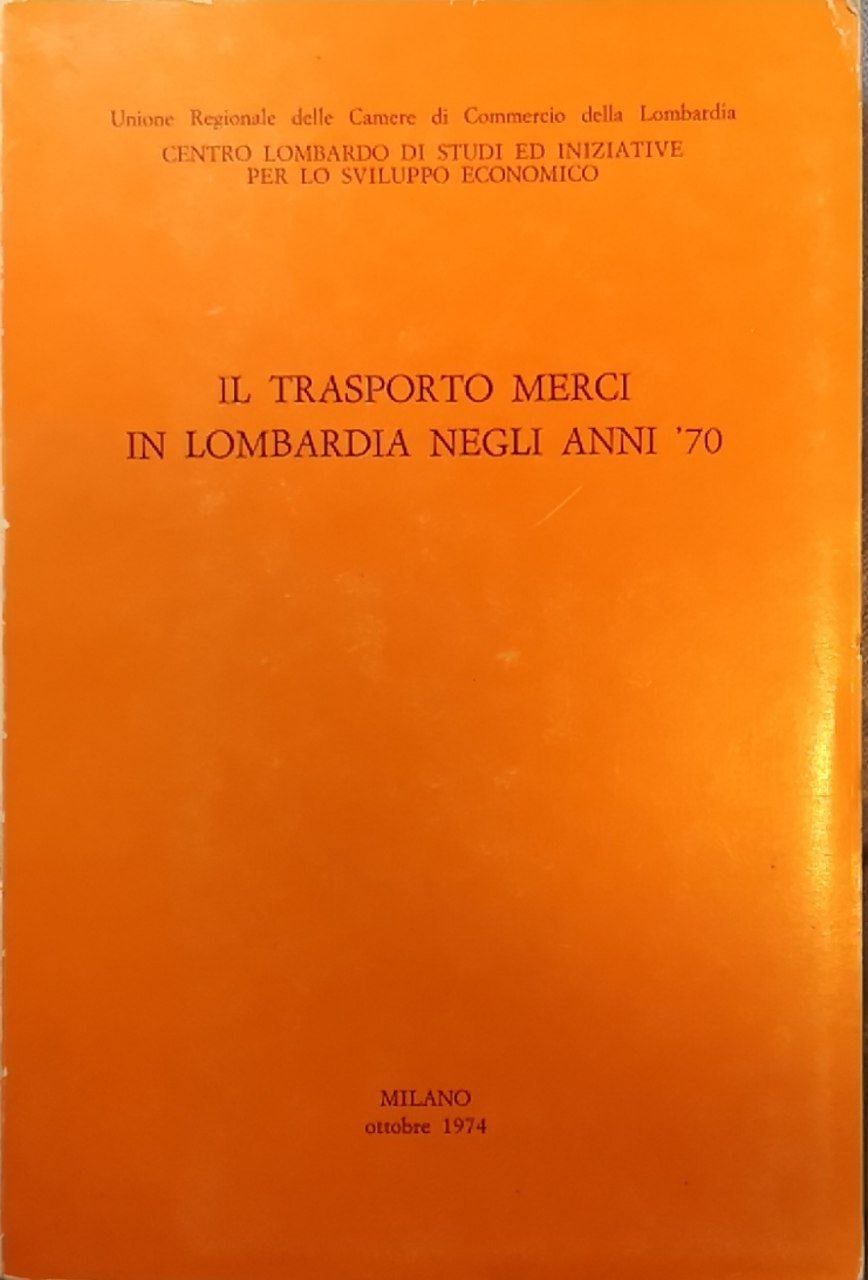 Unione Regionale delle Camere di Commercio della Lombardia
CENTRO LOMBARDO DI STUDI ED INIZIATIVE
PER LO SVILUPPO ECONOMICO
IL TRASPORTO MERCI
IN LOMBARDIA NEGLI ANNI '70
MILANO
ottobre 1974